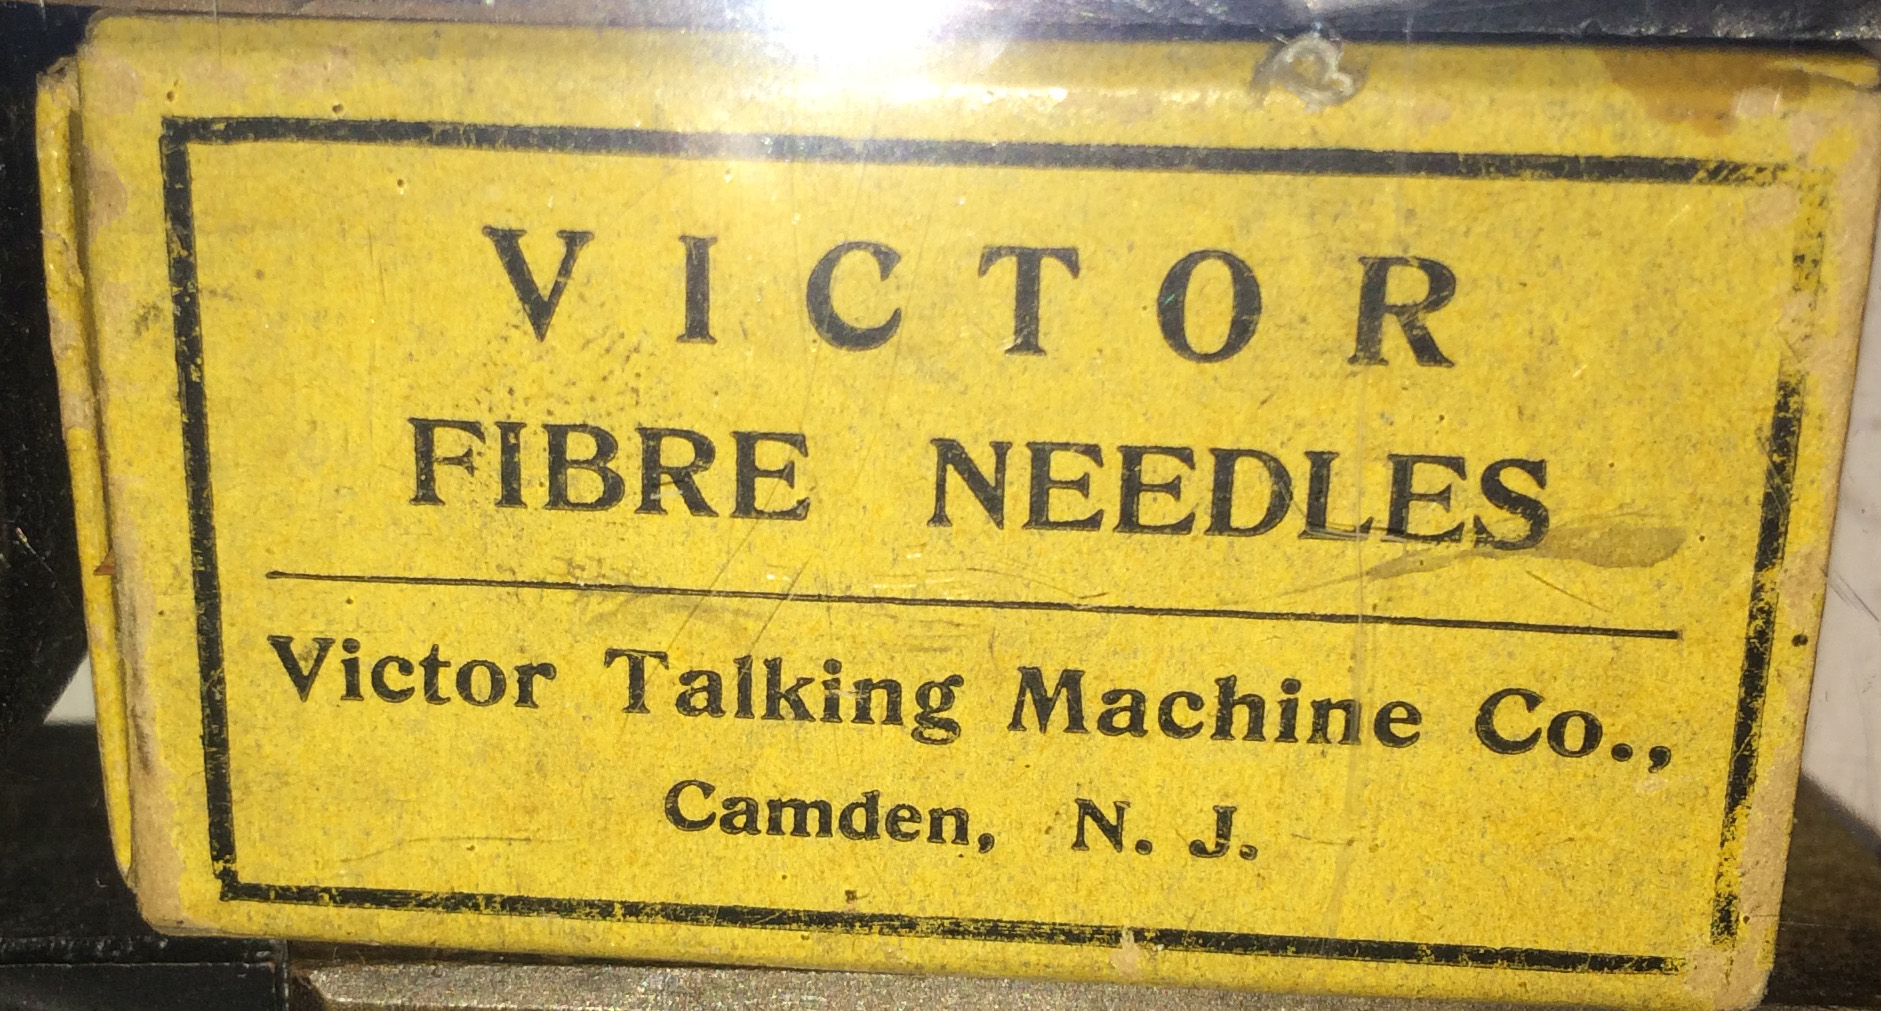 VICTOR
FIBRE NEEDLES
Victor Talking Machine Co.,
Camden, N. J.